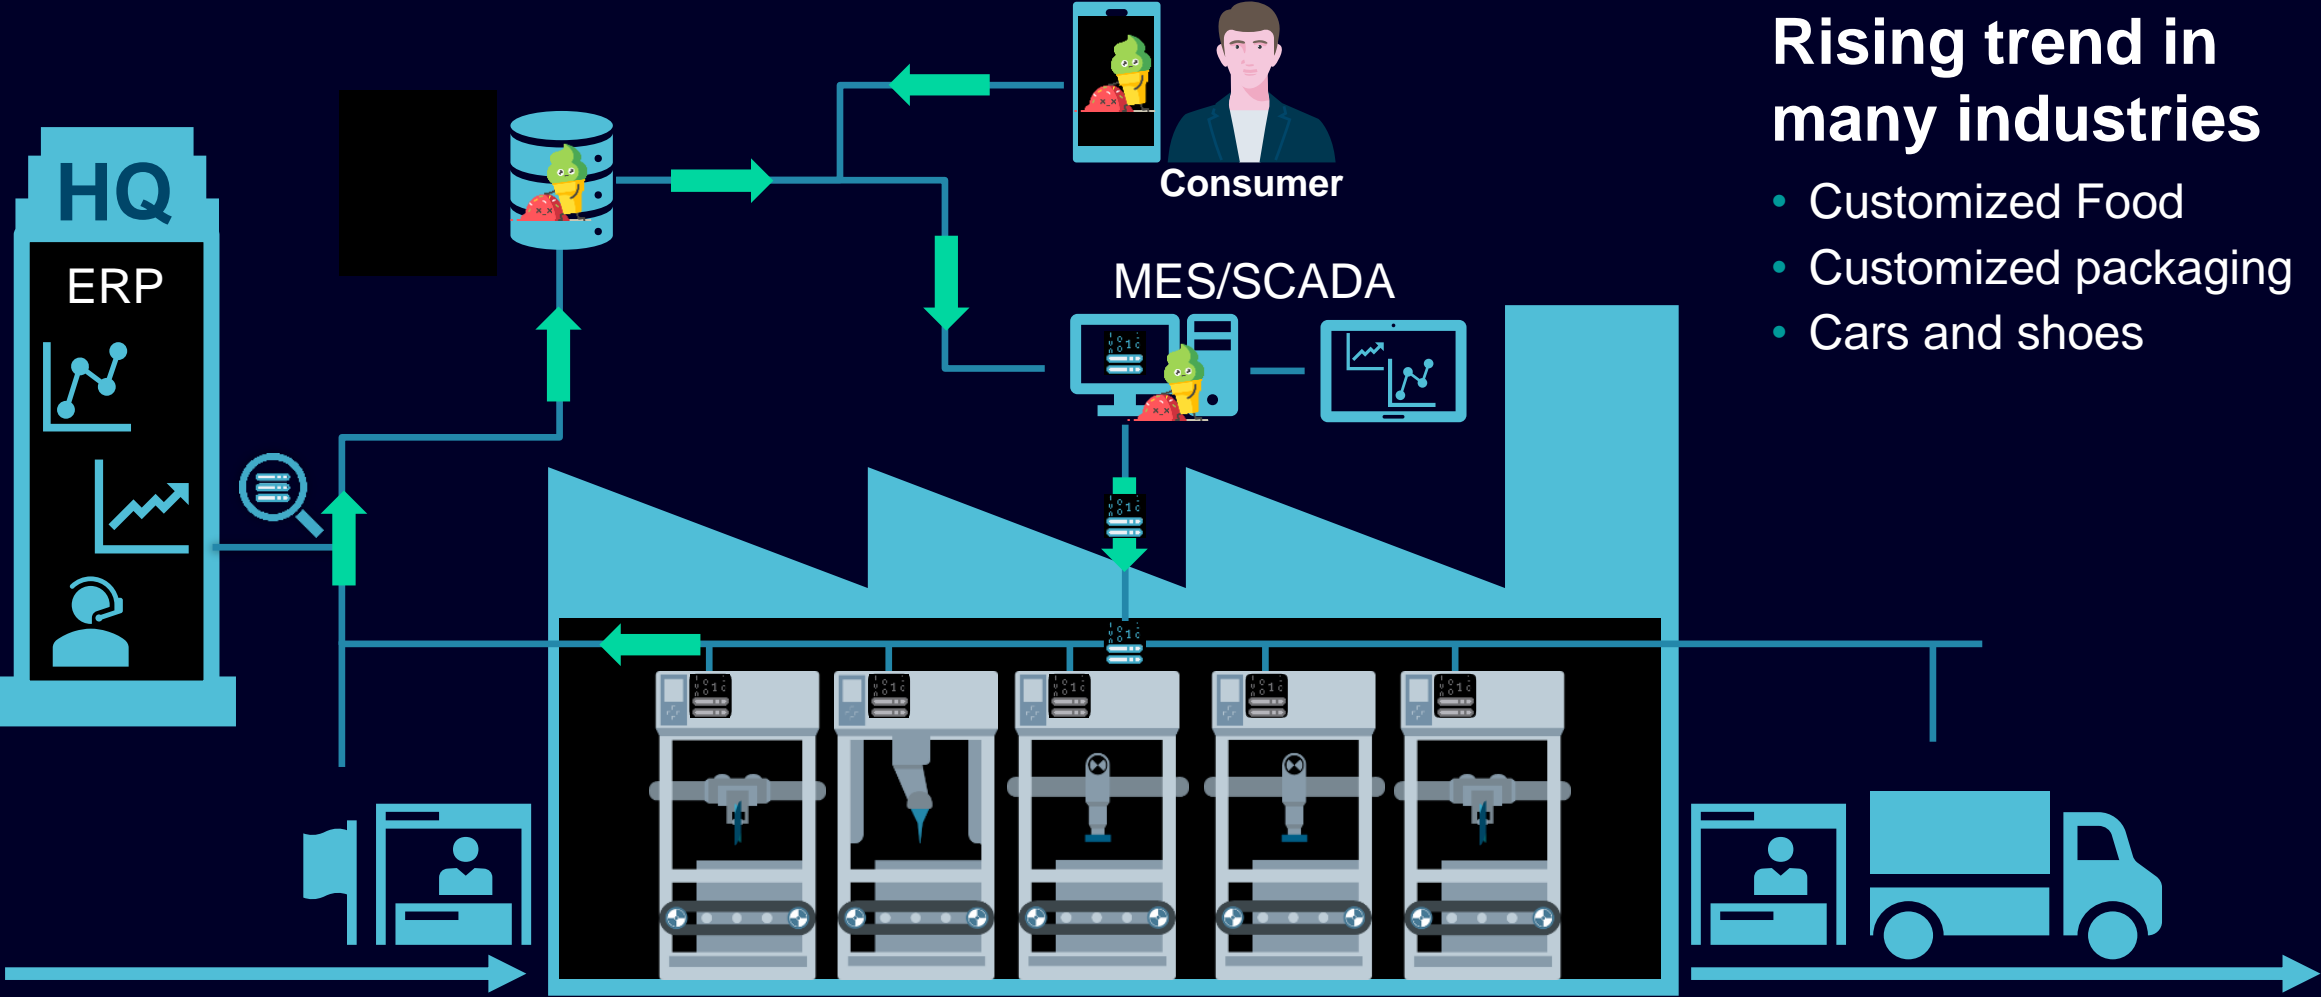 Rising trend in
many industries
• Customized Food
• Customized packaging
• Cars and shoes
Consumer
HQ
ERP
MES/SCADA